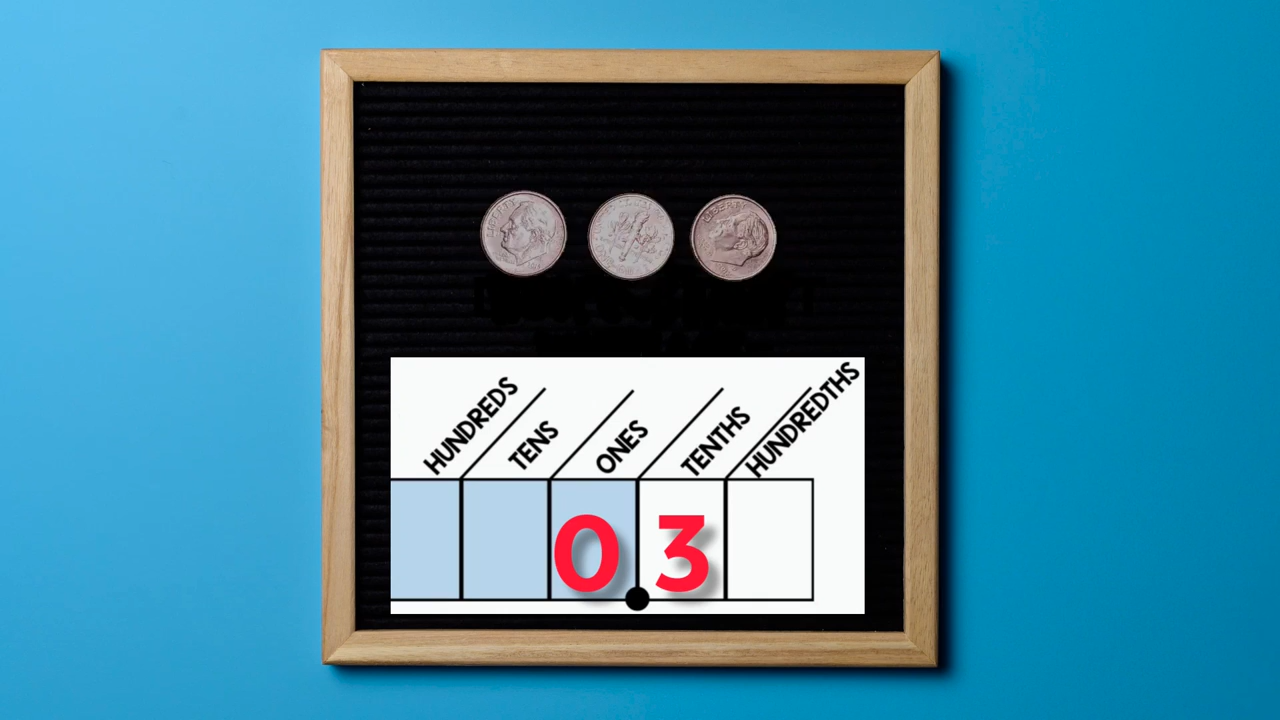 LIBERTY
LIBERTY
HUNDREDS
TENS
ONES
TENTHS
HUNDREDTHS
0 3